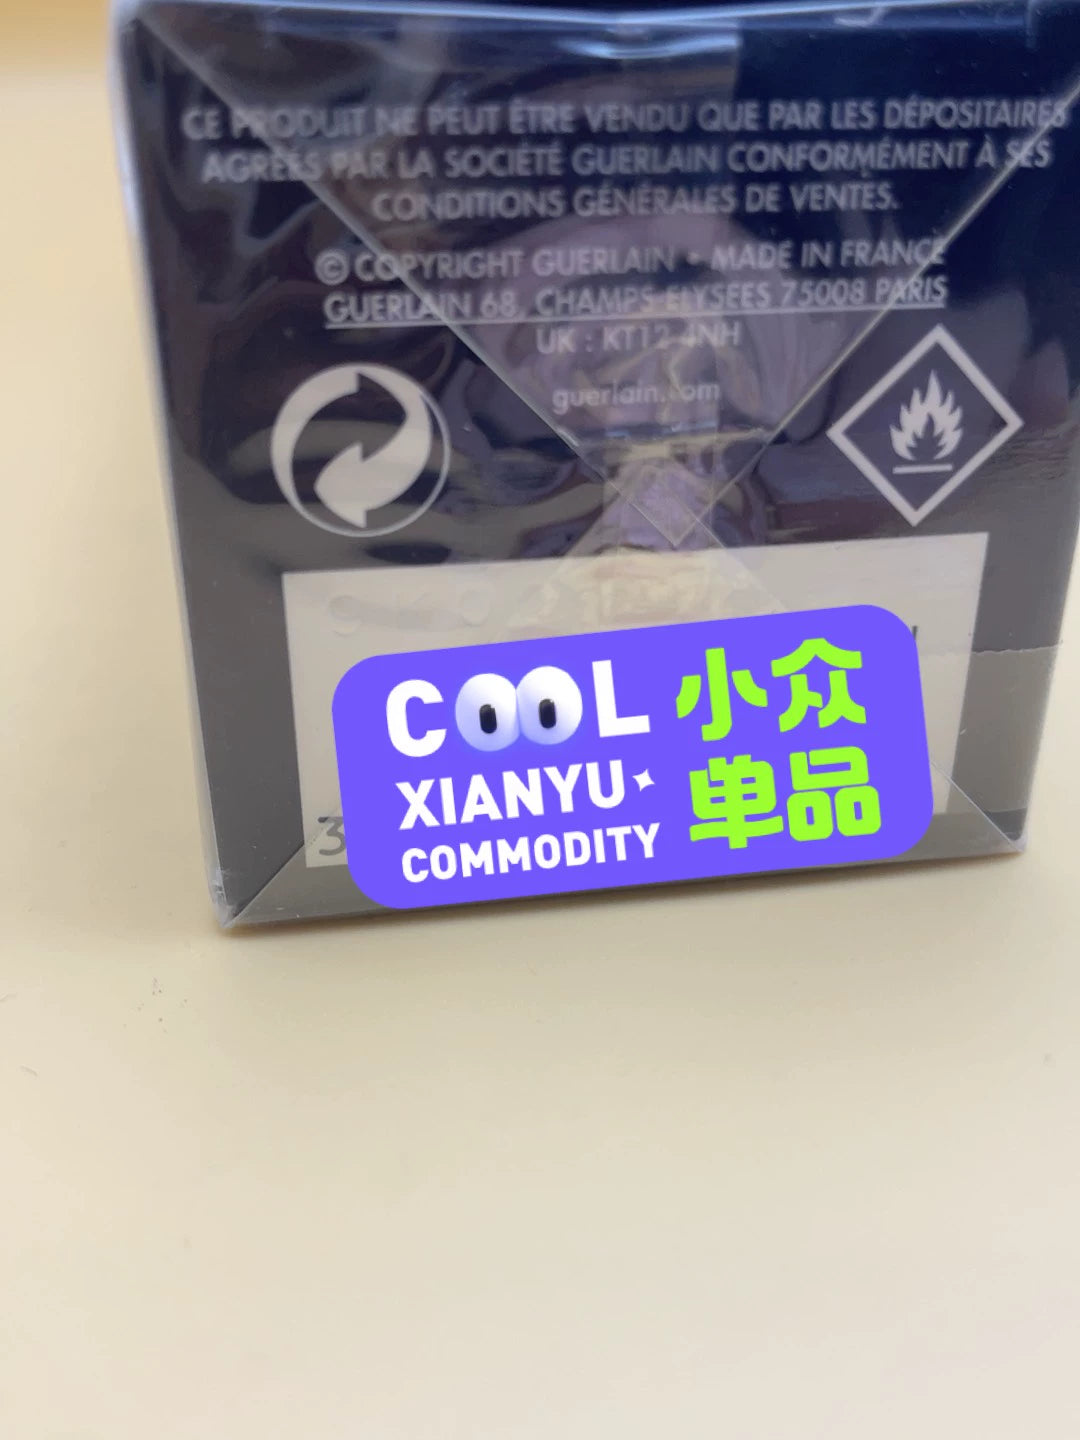 CE PRODUIT NE PEUT ÊTRE VENDU QUE PAR LES DÉPOSITAIRES
AGRÉÉS PAR LA SOCIÉTÉ GUERLAIN CONFORMÉMENT À SES
CONDITIONS GÉNÉRALES DE VENTES.
© COPYRIGHT GUERLAIN • MADE IN FRANCE
GUERLAIN 68, CHAMPS-ELYSEES 75008 PARIS
UK : KT12 4NH
guerlain.com
COOL 小众
XIANYU 单品
COMMODITY
3